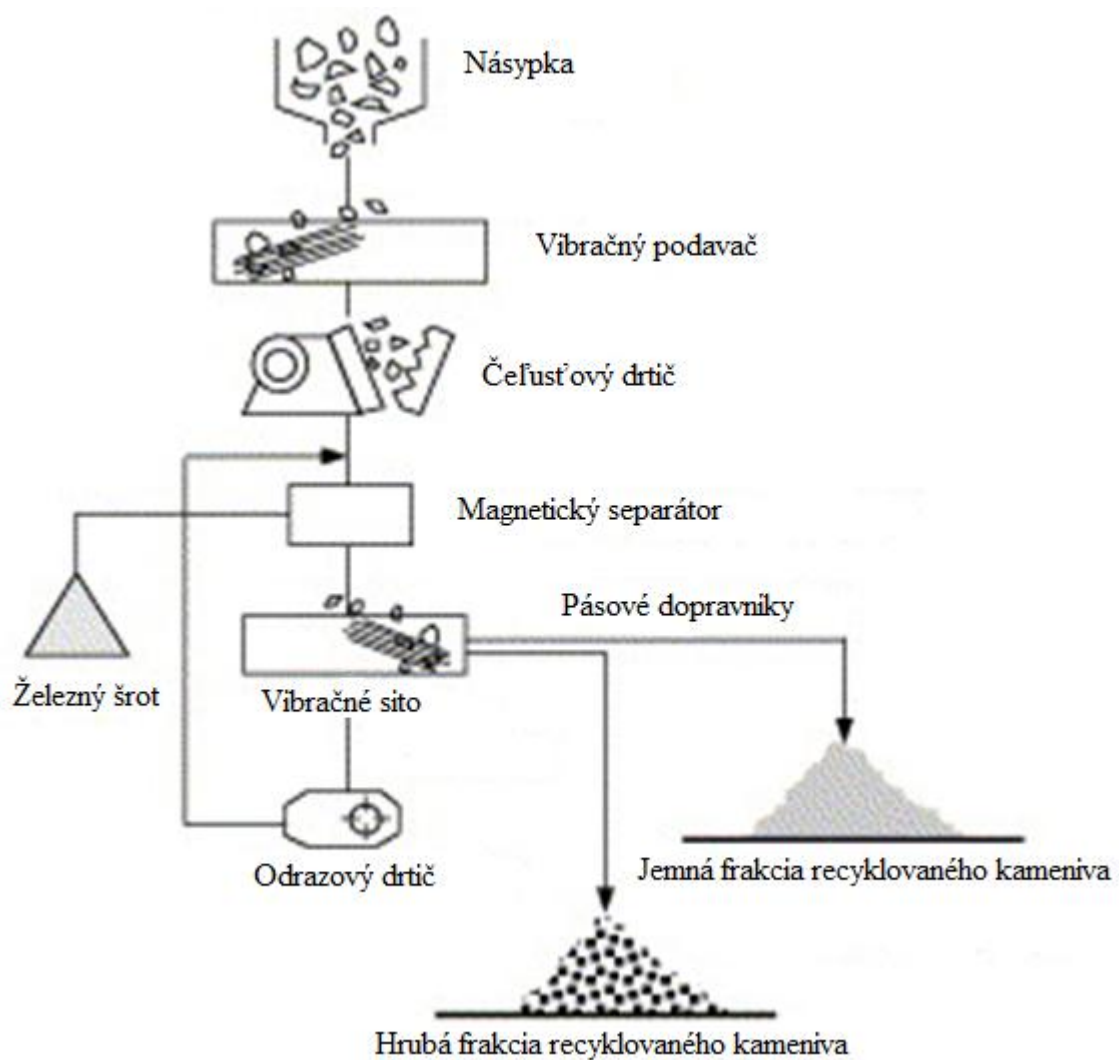 Násypka
Vibračný podavač
Čeľusťový drtič
Magnetický separátor
Pásové dopravníky
Železný šrot
Vibračné sito
Odrazový drtič
Jemná frakcia recyklovaného kameniva
Hrubá frakcia recyklovaného kameniva